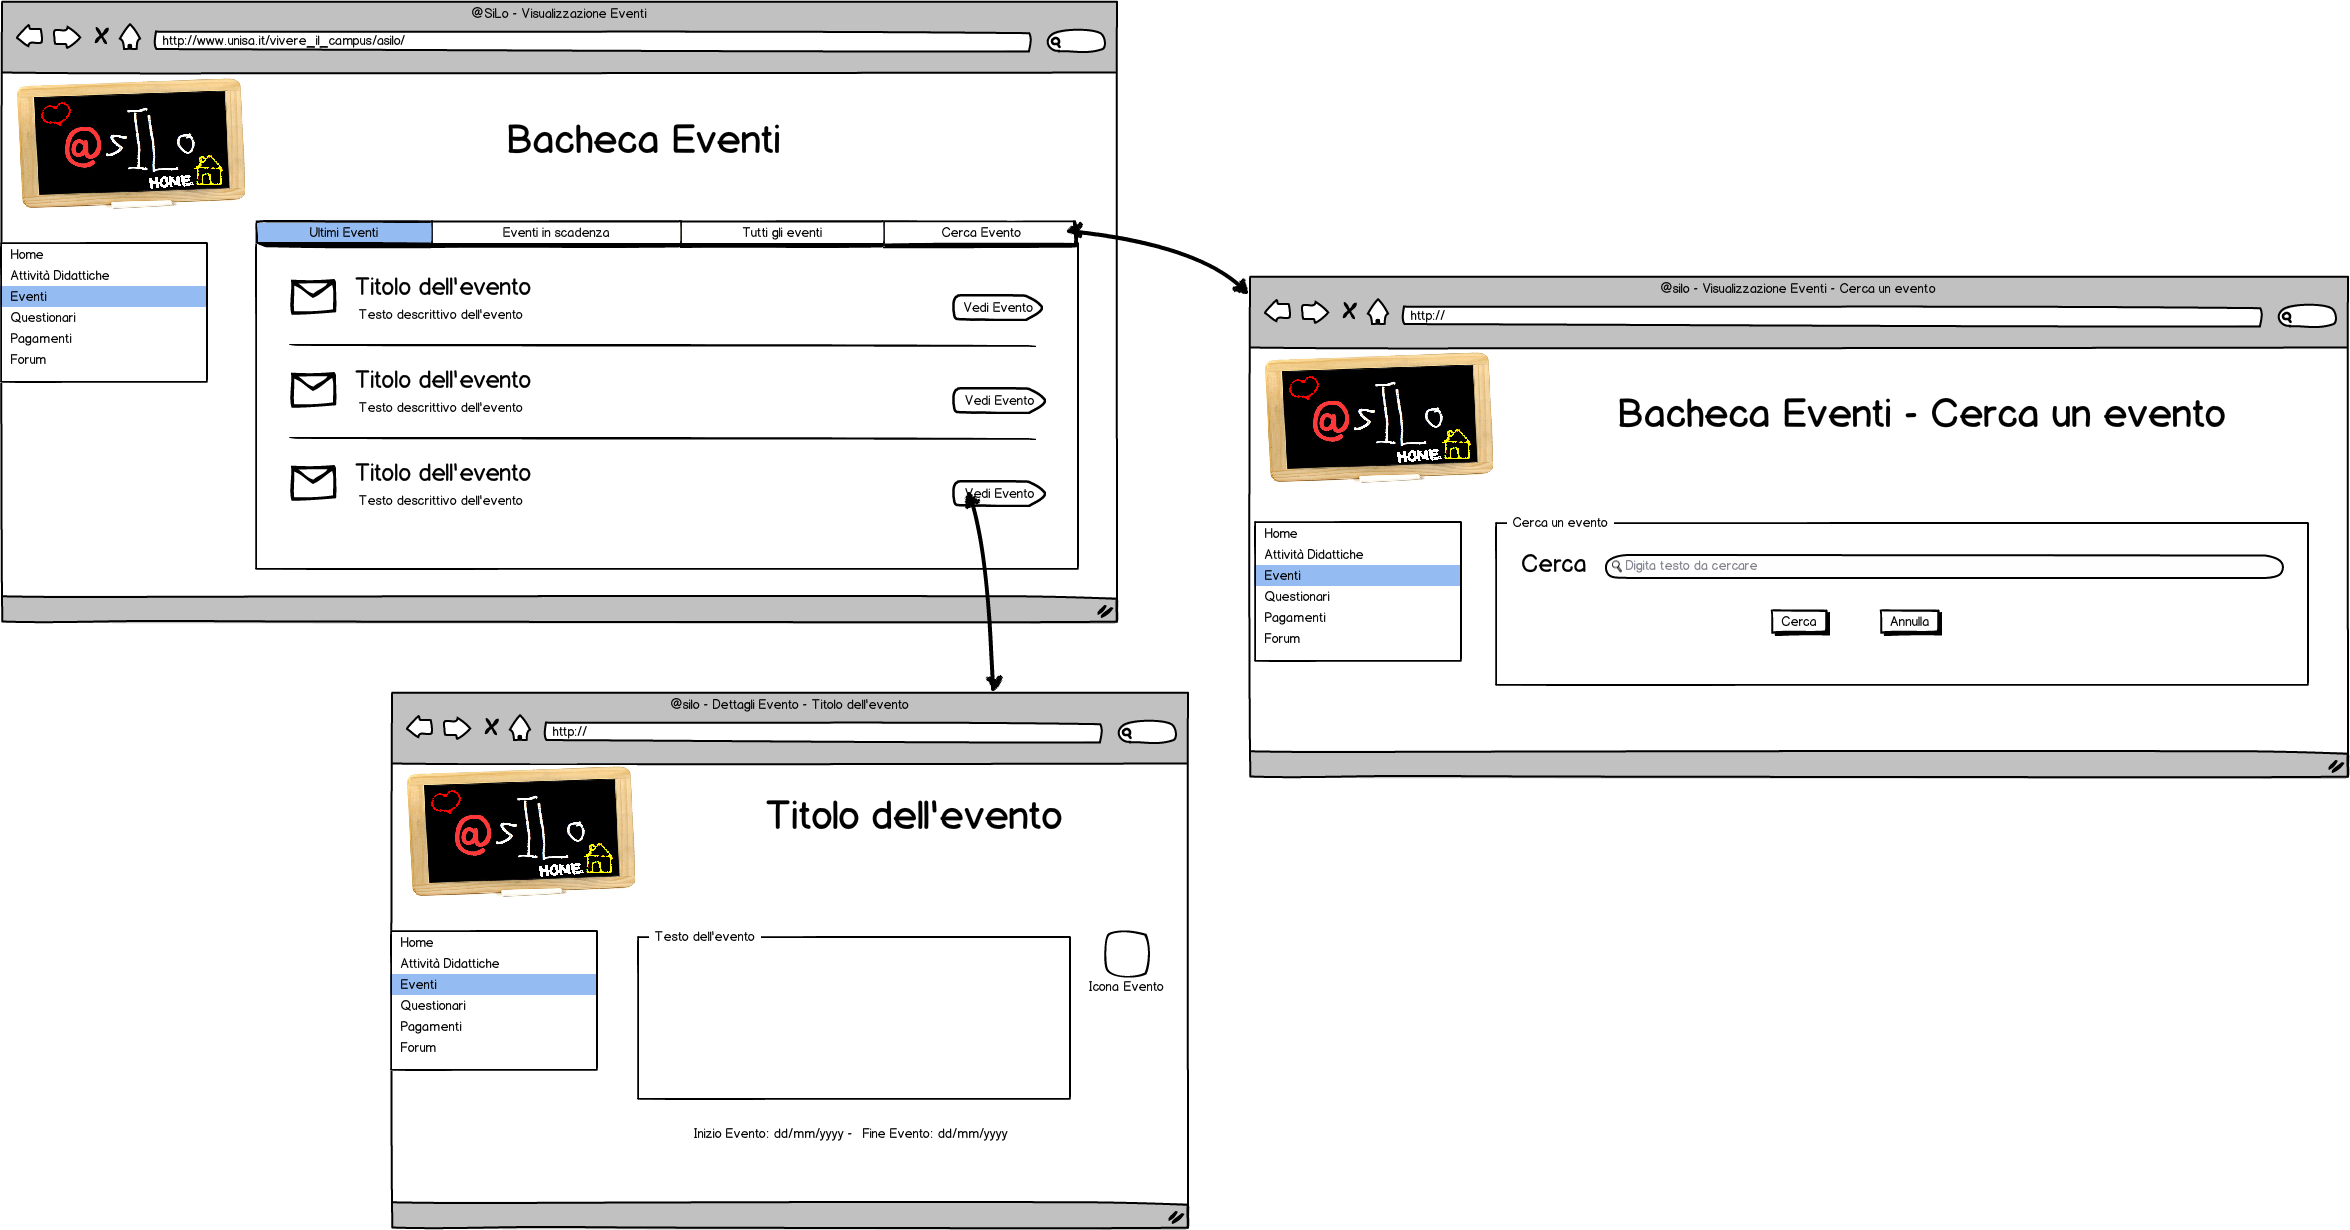 @SiLo - Visualizzazione Eventi
http://www.unisa.it/vivere_il_campus/asilo/
@sILo
HOME
Bacheca Eventi
Ultimi Eventi Eventi in scadenza Tutti gli eventi Cerca Evento
Home
Attività Didattiche
Eventi
Questionari
Pagamenti
Forum
Titolo dell'evento
Testo descrittivo dell'evento
Vedi Evento
Titolo dell'evento
Testo descrittivo dell'evento
Vedi Evento
Titolo dell'evento
Testo descrittivo dell'evento
Vedi Evento
@silo - Visualizzazione Eventi - Cerca un evento
http://
@sILo
HOME
Bacheca Eventi - Cerca un evento
Home
Attività Didattiche
Eventi
Questionari
Pagamenti
Forum
Cerca un evento
Cerca
Digita testo da cercare
Cerca Annulla
@silo - Dettagli Evento - Titolo dell'evento
http://
@sILo
HOME
Titolo dell'evento
Home
Attività Didattiche
Eventi
Questionari
Pagamenti
Forum
Testo dell'evento
Icona Evento
Inizio Evento: dd/mm/yyyy - Fine Evento: dd/mm/yyyy